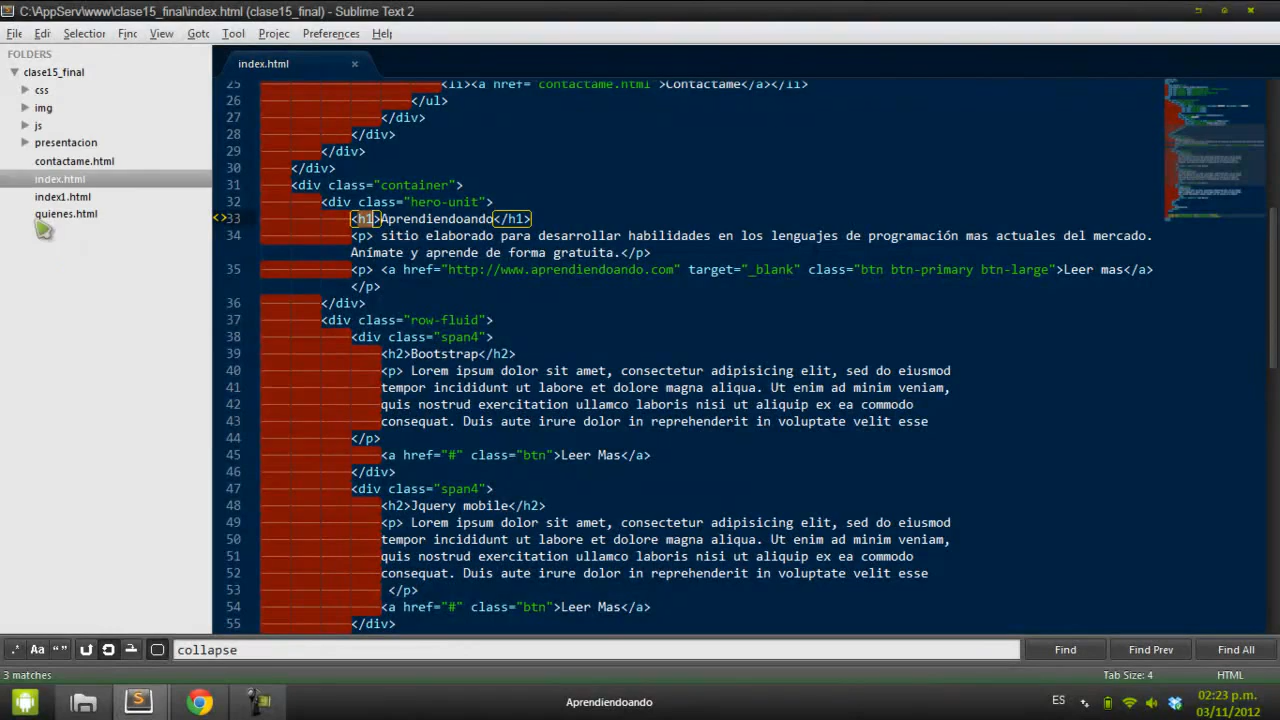 C:\AppServ\www\clase15_final\index.html (clase15_final) - Sublime Text 2
File Edi Selection Find View Goto Tool Projec Preferences Help
FOLDERS
clase15_final
css
img
js
presentacion
contactame.html
index.html
index1.html
quienes.html
index.html ×
25 <li><a href="contactame.html">Contactame</a></li>
26 </ul>
27 </div>
28 </div>
29 </div>
30 </div>
31 <div class="container">
32 <div class="hero-unit">
<> 33 <h1>Aprendiendoando</h1>
34 <p> sitio elaborado para desarrollar habilidades en los lenguajes de programación mas actuales del mercado.
Anímate y aprende de forma gratuita.</p>
35 <p> <a href="http://www.aprendiendoando.com" target="_blank" class="btn btn-primary btn-large">Leer mas</a>
</p>
36 </div>
37 <div class="row-fluid">
38 <div class="span4">
39 <h2>Bootstrap</h2>
40 <p> Lorem ipsum dolor sit amet, consectetur adipisicing elit, sed do eiusmod
41 tempor incididunt ut labore et dolore magna aliqua. Ut enim ad minim veniam,
42 quis nostrud exercitation ullamco laboris nisi ut aliquip ex ea commodo
43 consequat. Duis aute irure dolor in reprehenderit in voluptate velit esse
44 </p>
45 <a href="#" class="btn">Leer Mas</a>
46 </div>
47 <div class="span4">
48 <h2>Jquery mobile</h2>
49 <p> Lorem ipsum dolor sit amet, consectetur adipisicing elit, sed do eiusmod
50 tempor incididunt ut labore et dolore magna aliqua. Ut enim ad minim veniam,
51 quis nostrud exercitation ullamco laboris nisi ut aliquip ex ea commodo
52 consequat. Duis aute irure dolor in reprehenderit in voluptate velit esse
53 </p>
54 <a href="#" class="btn">Leer Mas</a>
55 </div>
.* Aa “” collapse Find Find Prev Find All
3 matches Tab Size: 4 HTML
Aprendiendoando
ES
02:23 p.m.
03/11/2012